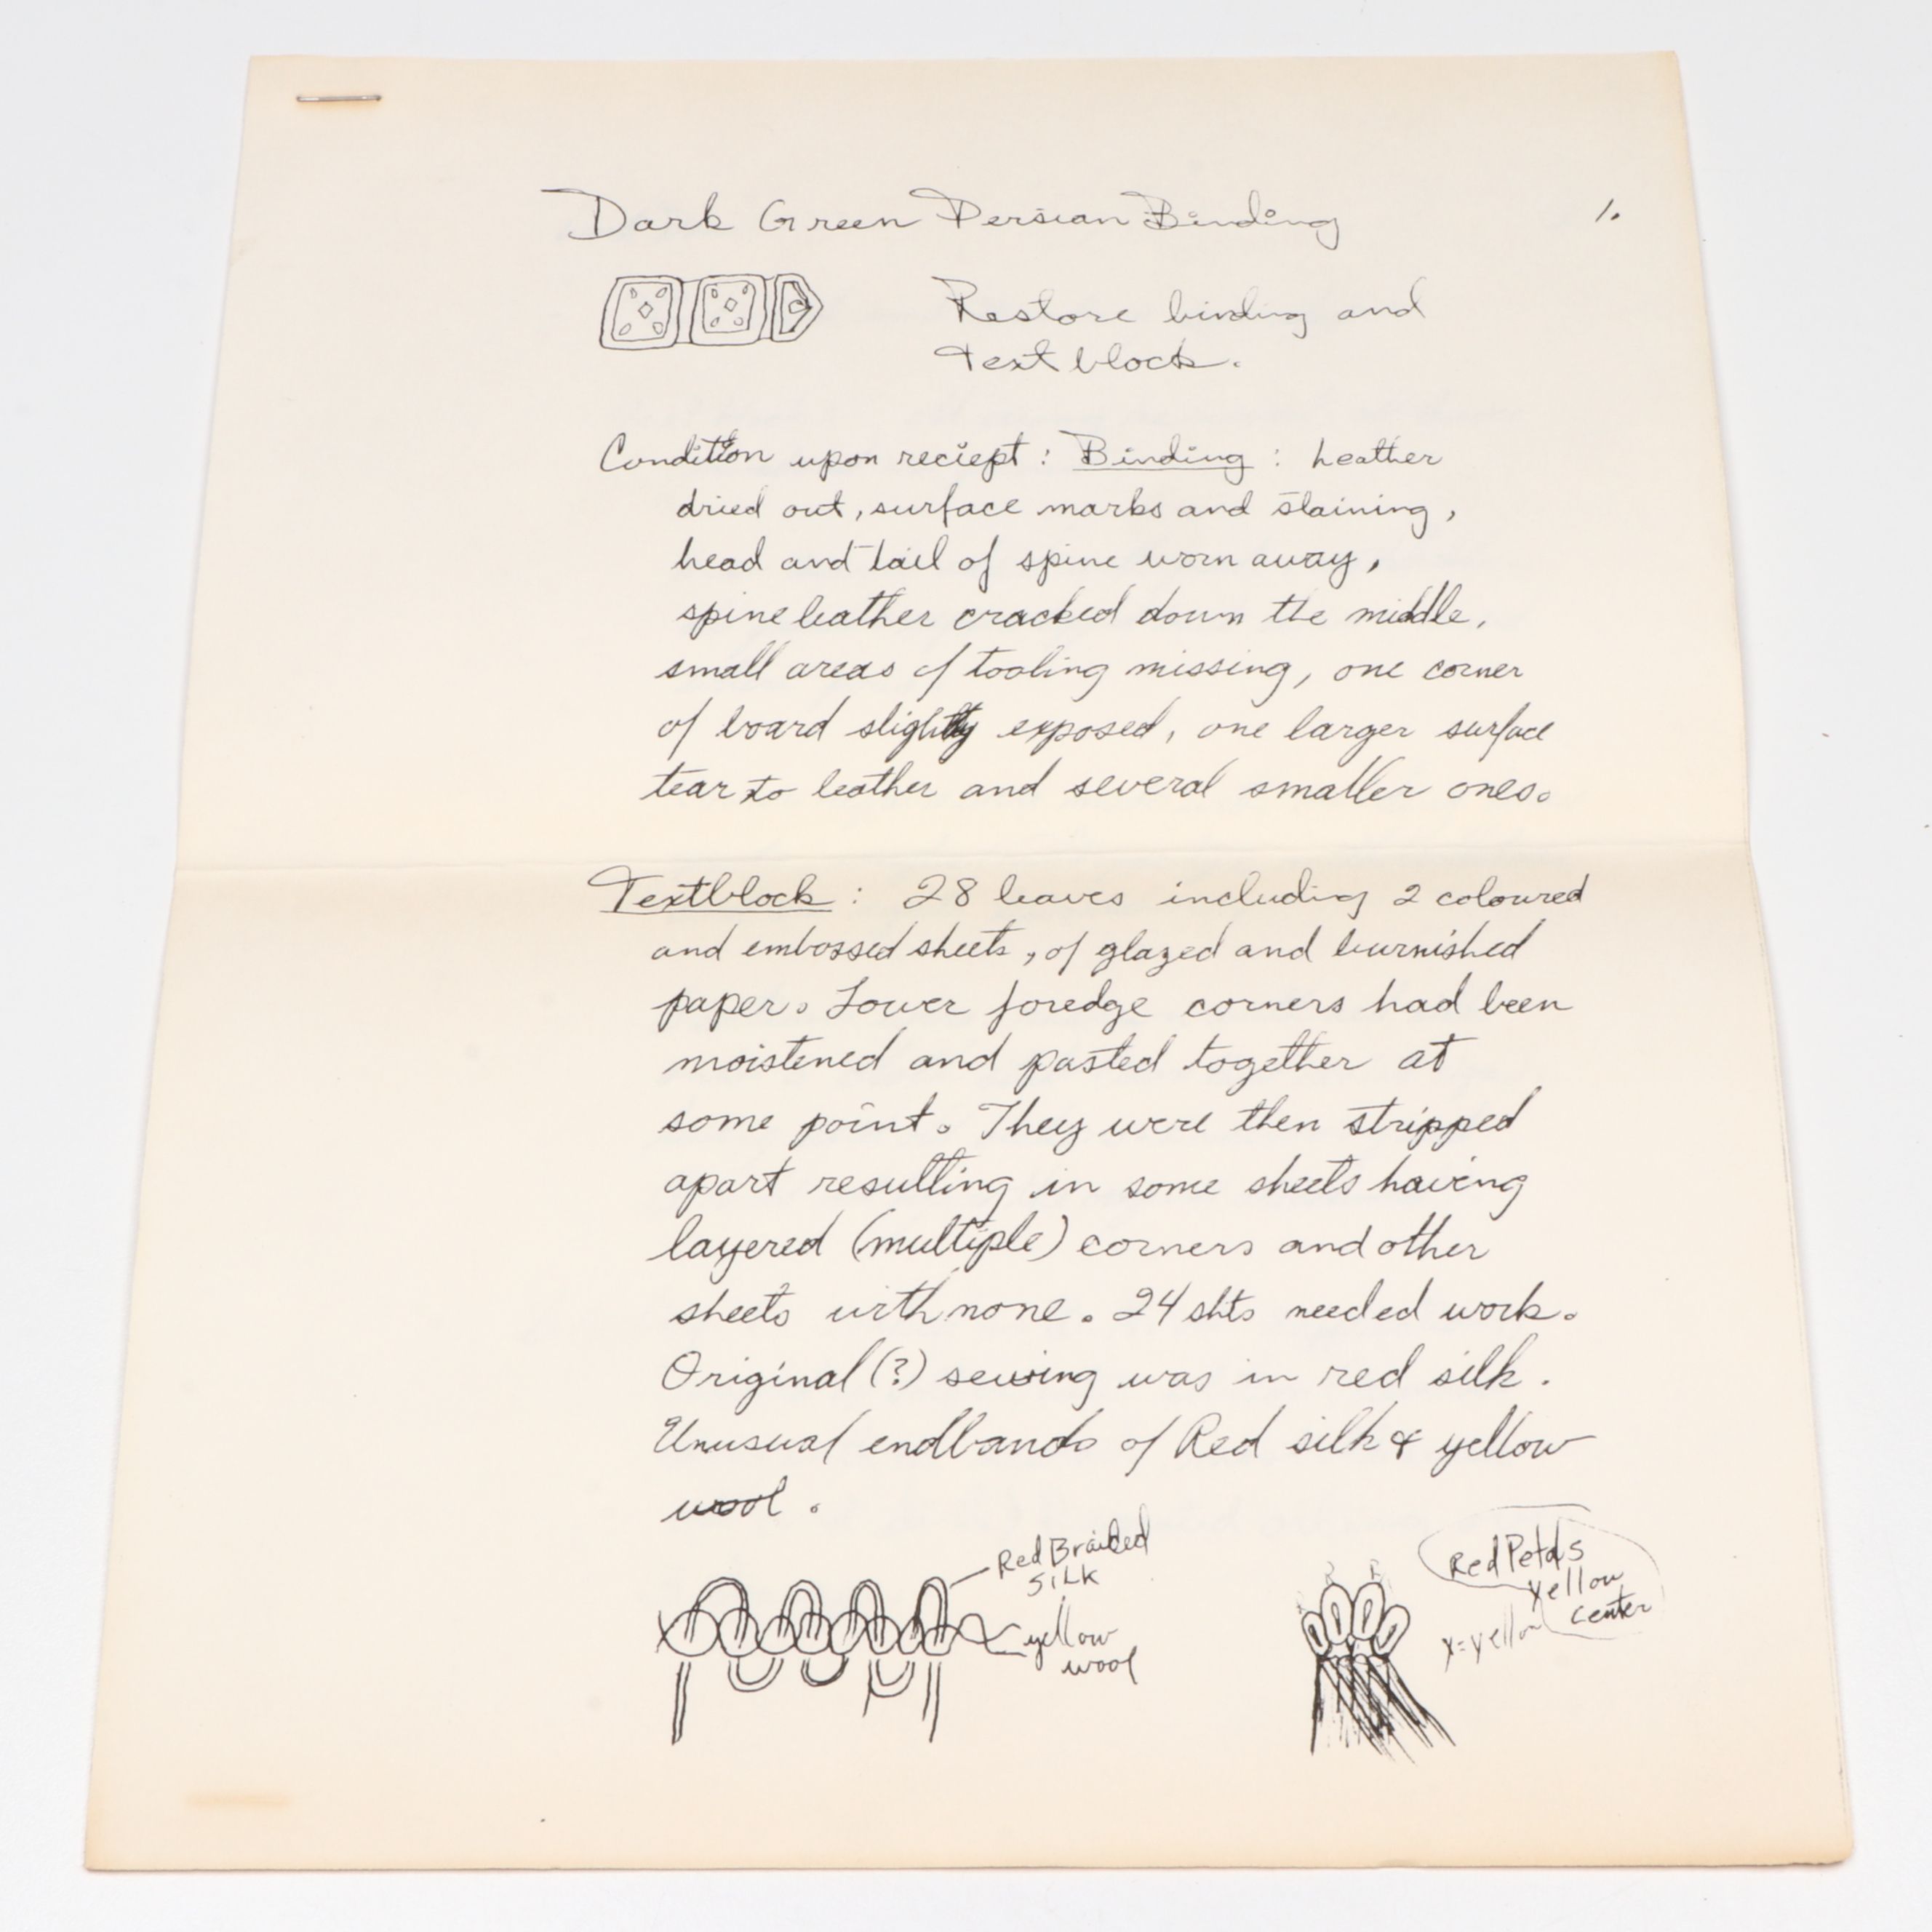 Dark Green Persian Binding
1.
Restore binding and
Text block.
Condition upon reciept : Binding : Leather
dried out, surface marks and staining,
head and tail of spine worn away,
spine leather cracked down the middle,
small areas of tooling missing, one corner
of board slightly exposed, one larger surface
tear to leather and several smaller ones.
Textblock : 28 leaves including 2 coloured
and embossed sheets, of glazed and burnished
paper. Lower foredge corners had been
moistened and pasted together at
some point. They were then stripped
apart resulting in some sheets having
layered (multiple) corners and other
sheets with none. 24 shts needed work.
Original (?) sewing was in red silk.
Unusual endbands of Red silk & yellow
wool.
Red Braided
SiLK
yellow
wool
Red Petals
Yellow
center
Y=yellow